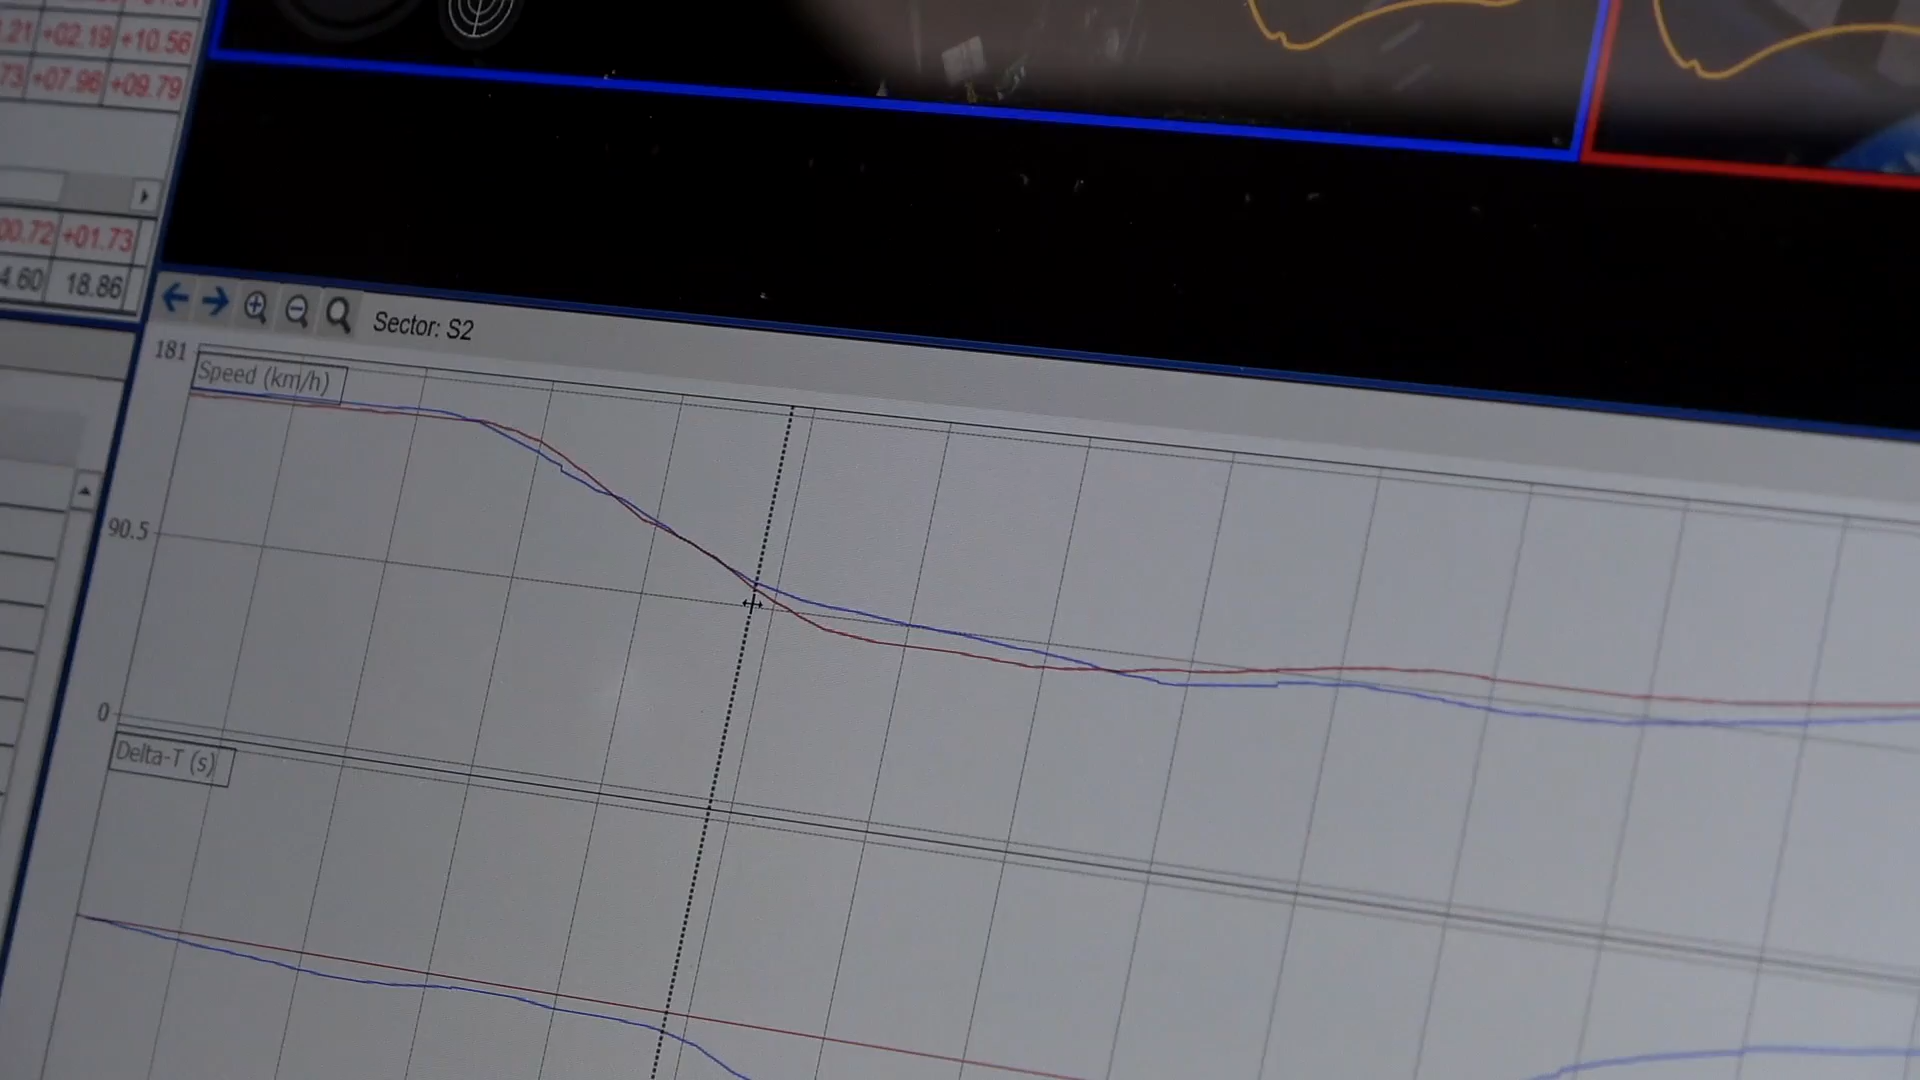 .21 +02.19 +10.56
73 +07.96 +09.79
00.72 +01.73
4.60 18.86
Sector: S2
181
Speed (km/h)
90.5
0
Delta-T (s)